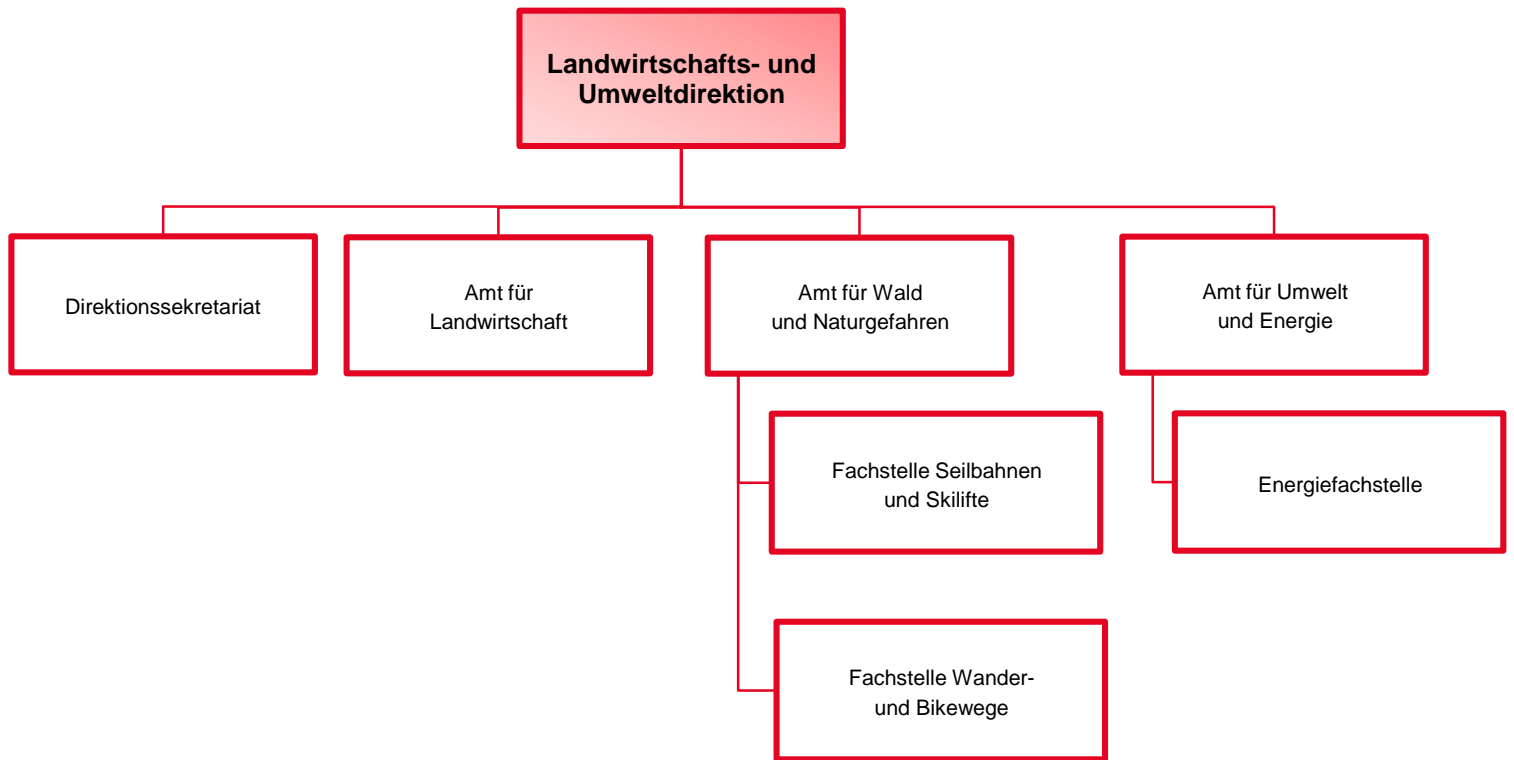 Landwirtschafts- und
Umweltdirektion
Direktionssekretariat
Amt für
Landwirtschaft
Amt für Wald
und Naturgefahren
Amt für Umwelt
und Energie
Fachstelle Seilbahnen
und Skilifte
Energiefachstelle
Fachstelle Wander-
und Bikewege